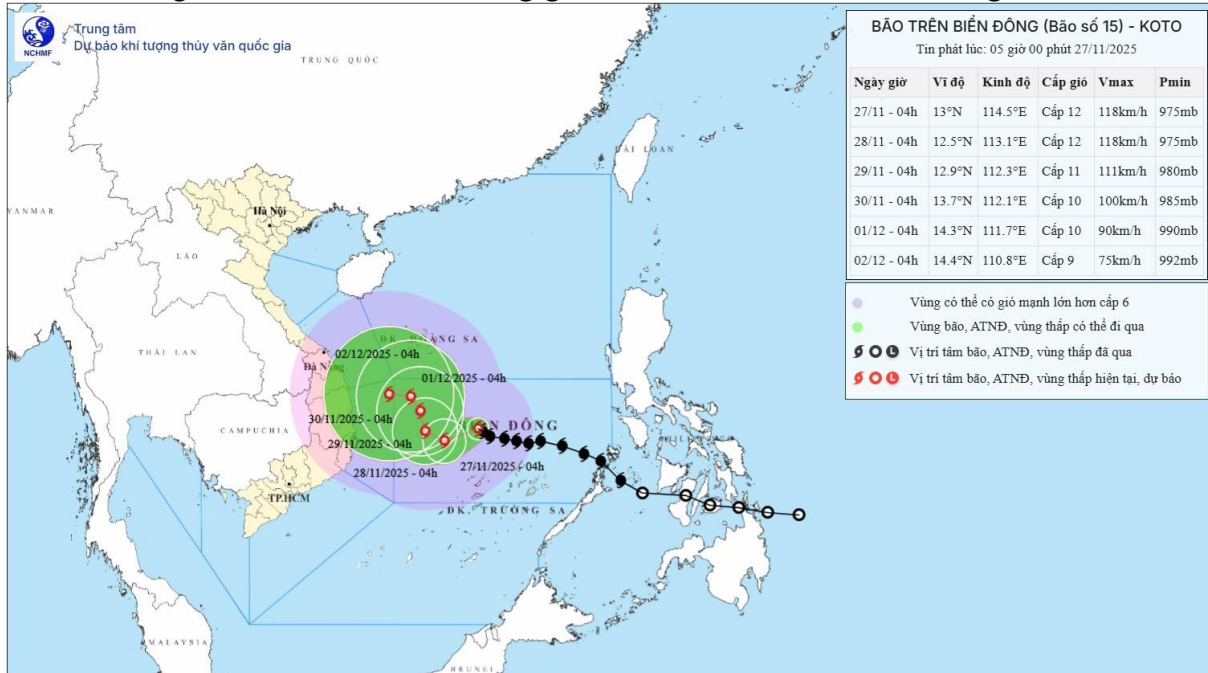 NCHMF
Trung tâm
Dự báo khí tượng thủy văn quốc gia
BÃO TRÊN BIỂN ĐÔNG (Bão số 15) - KOTO
Tin phát lúc: 05 giờ 00 phút 27/11/2025
Ngày giờ Vĩ độ Kinh độ Cấp gió Vmax Pmin
27/11 - 04h 13°N 114.5°E Cấp 12 118km/h 975mb
28/11 - 04h 12.5°N 113.1°E Cấp 12 118km/h 975mb
29/11 - 04h 12.9°N 112.3°E Cấp 11 111km/h 980mb
30/11 - 04h 13.7°N 112.1°E Cấp 10 100km/h 985mb
01/12 - 04h 14.3°N 111.7°E Cấp 10 90km/h 990mb
02/12 - 04h 14.4°N 110.8°E Cấp 9 75km/h 992mb
Vùng có thể có gió mạnh lớn hơn cấp 6
Vùng bão, ATNĐ, vùng thấp có thể đi qua
Vị trí tâm bão, ATNĐ, vùng thấp đã qua
Vị trí tâm bão, ATNĐ, vùng thấp hiện tại, dự báo
TRUNG QUỐC
ĐÀI LOAN
YANMAR
Hà Nội
LÀO
THÁI LAN
ĐK. HOÀNG SA
02/12/2025 - 04h
Đà Nẵng
01/12/2025 - 04h
30/11/2025 - 04h
ĐÔNG
CAMPUCHIA
29/11/2025 - 04h
28/11/2025 - 04h
27/11/2025 - 04h
TP.HCM
ĐK. TRƯỜNG SA
MALAYSIA
BRUNEI